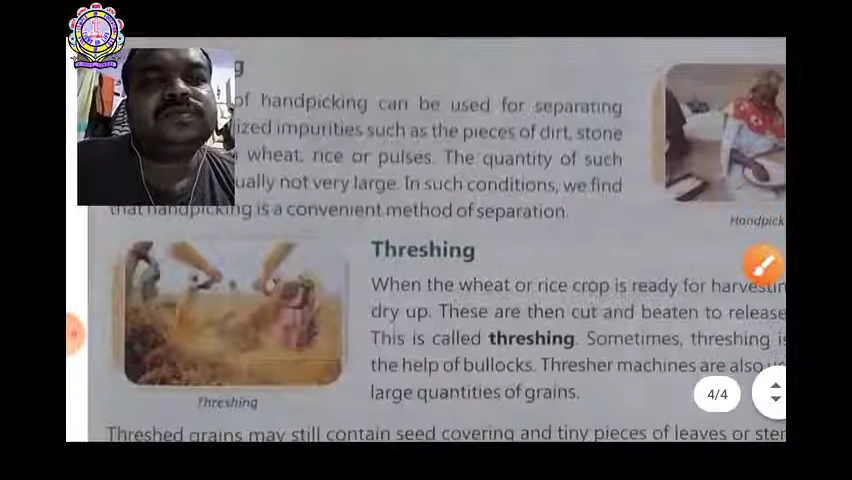 g
of handpicking can be used for separating
ized impurities such as the pieces of dirt, stone
wheat, rice or pulses. The quantity of such
ually not very large. In such conditions, we find
that handpicking is a convenient method of separation.
Handpick
Threshing
When the wheat or rice crop is ready for harvestin
dry up. These are then cut and beaten to release
This is called threshing. Sometimes, threshing is
the help of bullocks. Thresher machines are also
large quantities of grains.
4/4
Threshing
Threshed grains may still contain seed covering and tiny pieces of leaves or ster